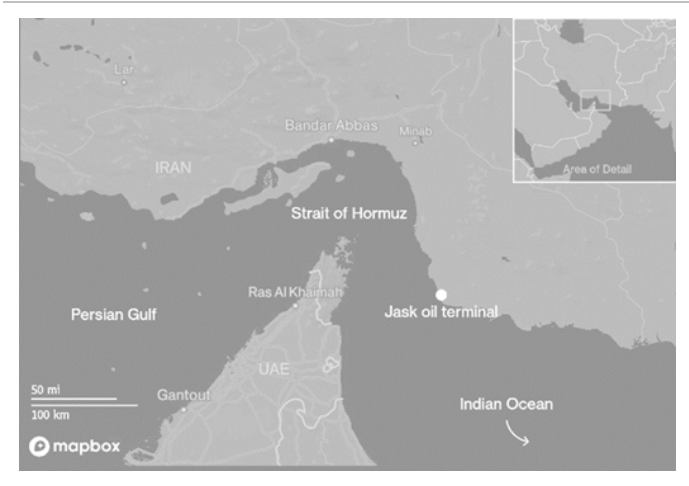 Lar
Area of Detail
Bandar Abbas
Minab
IRAN
Strait of Hormuz
Ras Al Khaimah
Persian Gulf
Jask oil terminal
UAE
50 mi
100 km
Gantout
Indian Ocean
mapbox